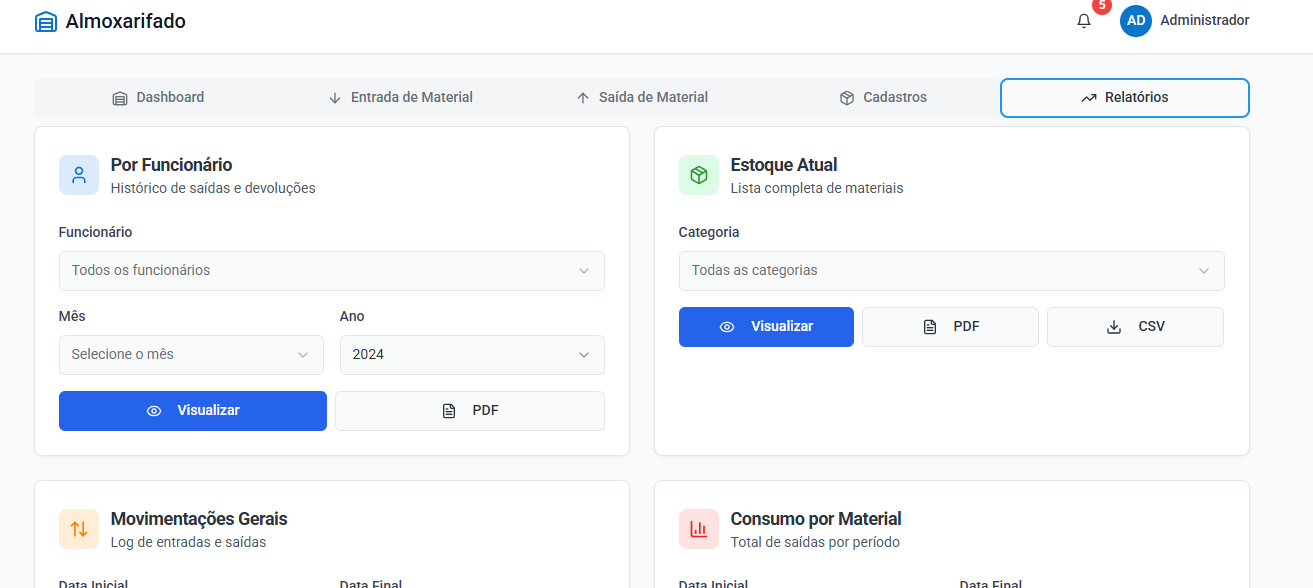 Almoxarifado
5
AD
Administrador
Dashboard
Entrada de Material
Saída de Material
Cadastros
Relatórios
Por Funcionário
Histórico de saídas e devoluções
Funcionário
Todos os funcionários
Mês
Ano
Selecione o mês
2024
Visualizar
PDF
Estoque Atual
Lista completa de materiais
Categoria
Todas as categorias
Visualizar
PDF
CSV
Movimentações Gerais
Log de entradas e saídas
Data Inicial
Data Final
Consumo por Material
Total de saídas por período
Data Inicial
Data Final